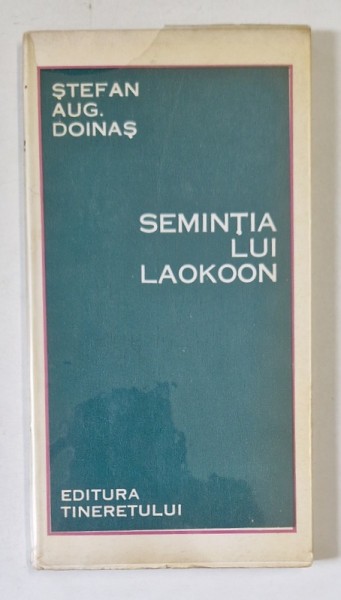 ŞTEFAN
AUG.
DOINAŞ
SEMINŢIA
LUI
LAOKOON
EDITURA
TINERETULUI